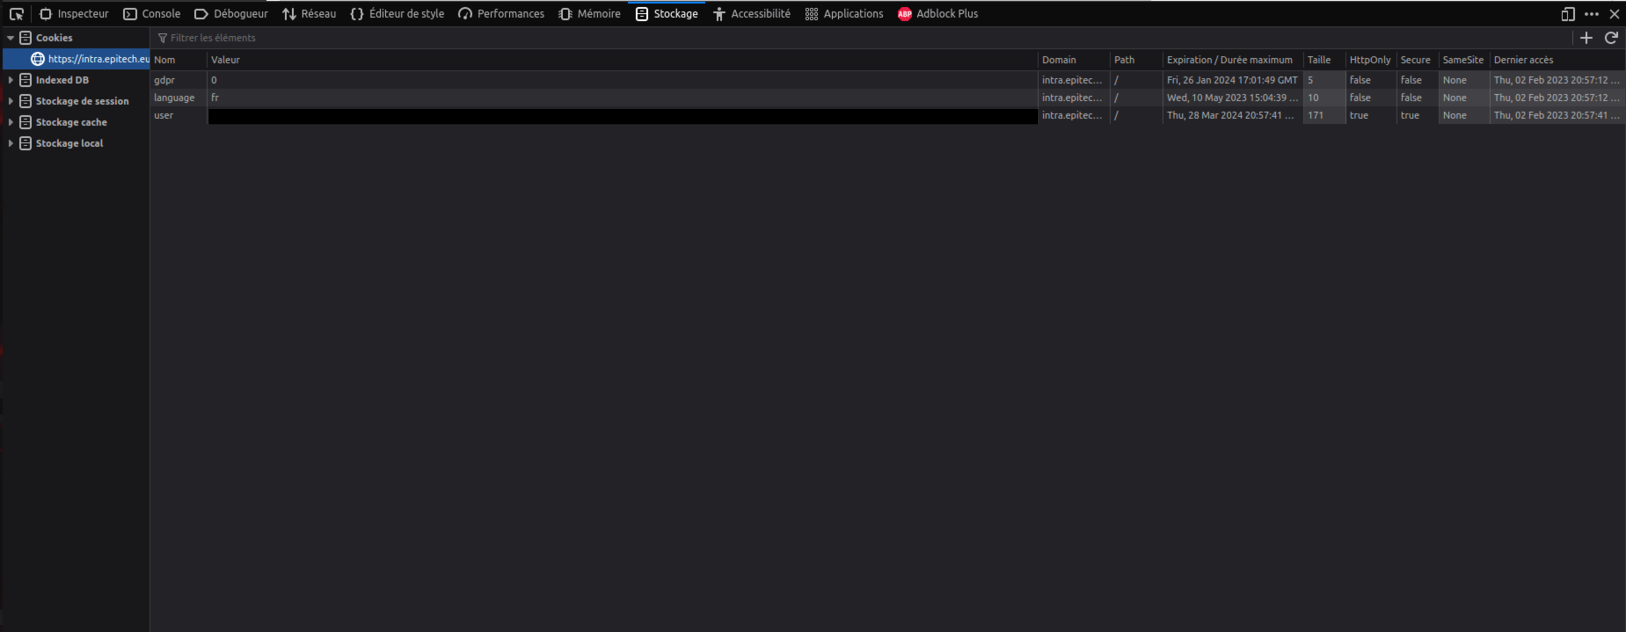 Inspecteur Console Débogueur Réseau Éditeur de style Performances Mémoire Stockage Accessibilité Applications ABP Adblock Plus
Cookies
Filtrer les éléments
https://intra.epitech.eu
Nom Valeur Domain Path Expiration / Durée maximum Taille HttpOnly Secure SameSite Dernier accès
Indexed DB
gdpr 0 intra.epitec... / Fri, 26 Jan 2024 17:01:49 GMT 5 false false None Thu, 02 Feb 2023 20:57:12 ...
Stockage de session
language fr intra.epitec... / Wed, 10 May 2023 15:04:39 ... 10 false false None Thu, 02 Feb 2023 20:57:12 ...
Stockage cache
user intra.epitec... / Thu, 28 Mar 2024 20:57:41 ... 171 true true None Thu, 02 Feb 2023 20:57:41 ...
Stockage local